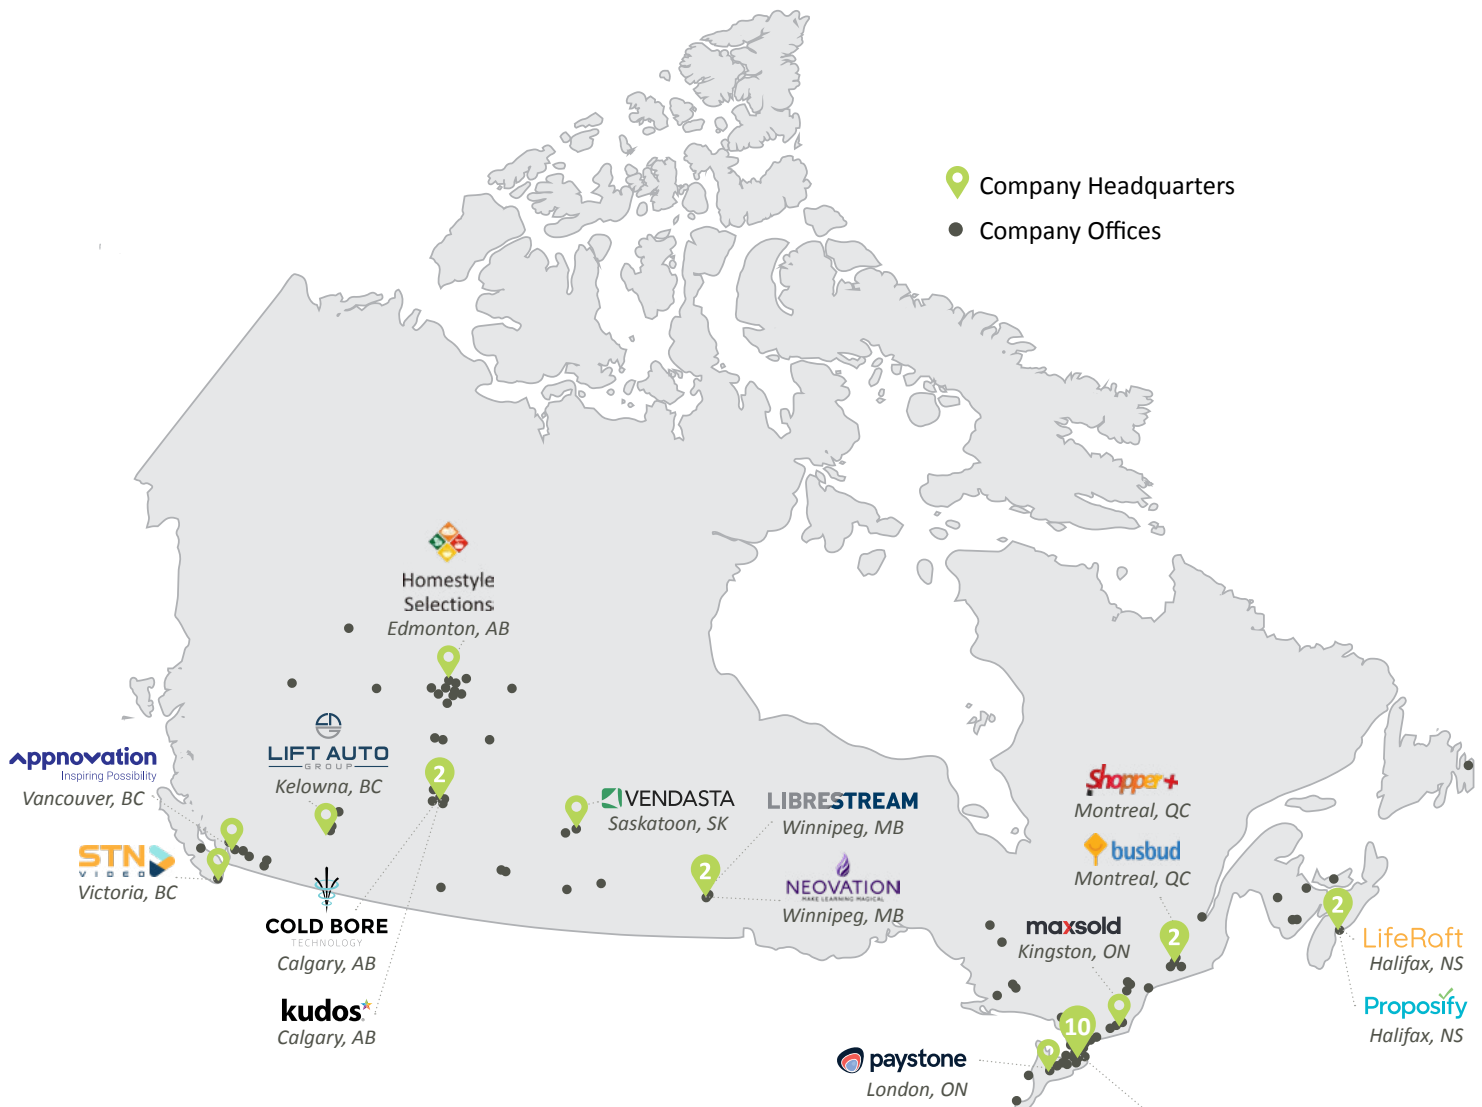 Company Headquarters
Company Offices
Homestyle
Selections
Edmonton, AB
appnovation
Inspiring Possibility
Vancouver, BC
LIFT AUTO
GROUP
Kelowna, BC
2
VENDASTA
Saskatoon, SK
LIBRESTREAM
Winnipeg, MB
Shopper+
Montreal, QC
busbud
Montreal, QC
STN
VIDEO
Victoria, BC
2
NEOVATION
MAKE LEARNING MAGICAL
Winnipeg, MB
COLD BORE
TECHNOLOGY
Calgary, AB
maxsold
Kingston, ON
2
2
LifeRaft
Halifax, NS
kudos
Calgary, AB
Proposify
Halifax, NS
10
paystone
London, ON